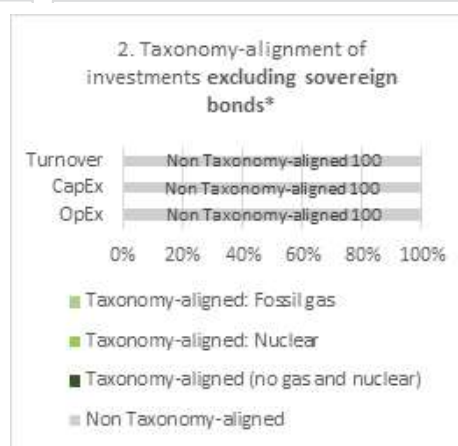 2. Taxonomy-alignment of
investments excluding sovereign
bonds*
Turnover Non Taxonomy-aligned 100
CapEx Non Taxonomy-aligned 100
OpEx Non Taxonomy-aligned 100
0% 20% 40% 60% 80% 100%
Taxonomy-aligned: Fossil gas
Taxonomy-aligned: Nuclear
Taxonomy-aligned (no gas and nuclear)
Non Taxonomy-aligned